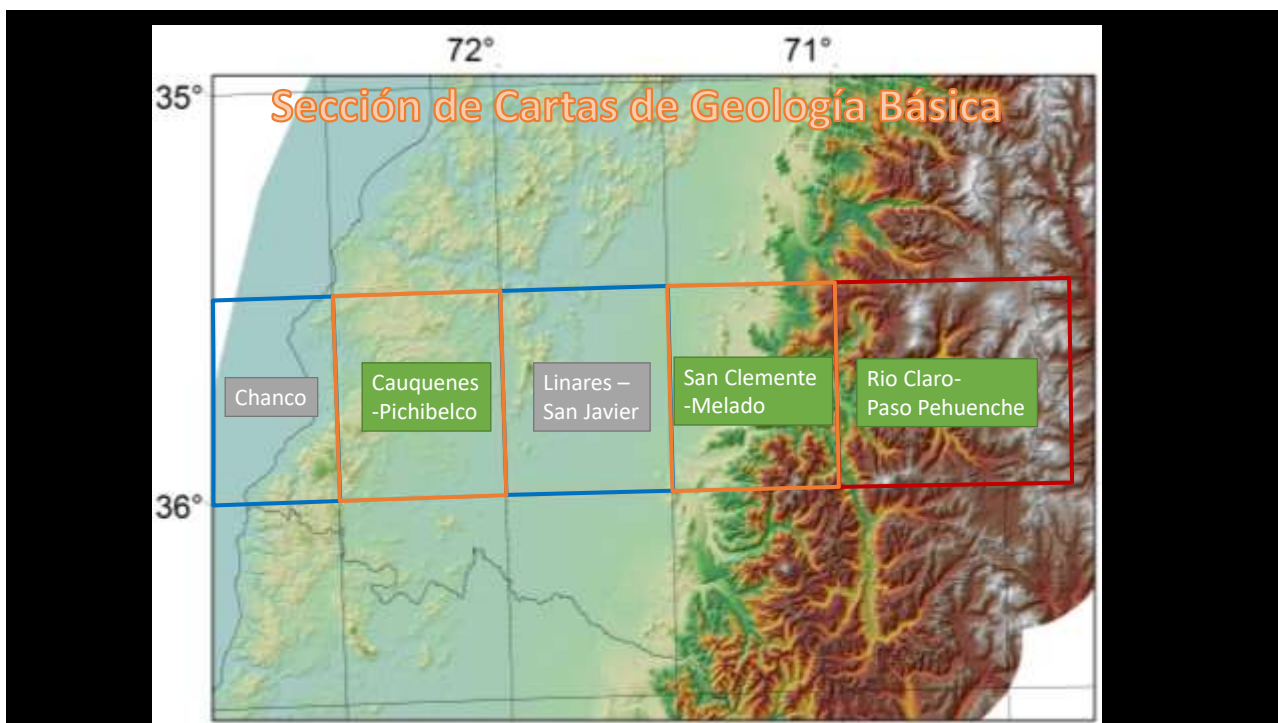 72°
71°
35°
Sección de Cartas de Geología Básica
Chanco
Cauquenes
-Pichibelco
Linares –
San Javier
San Clemente
-Melado
Rio Claro-
Paso Pehuenche
36°